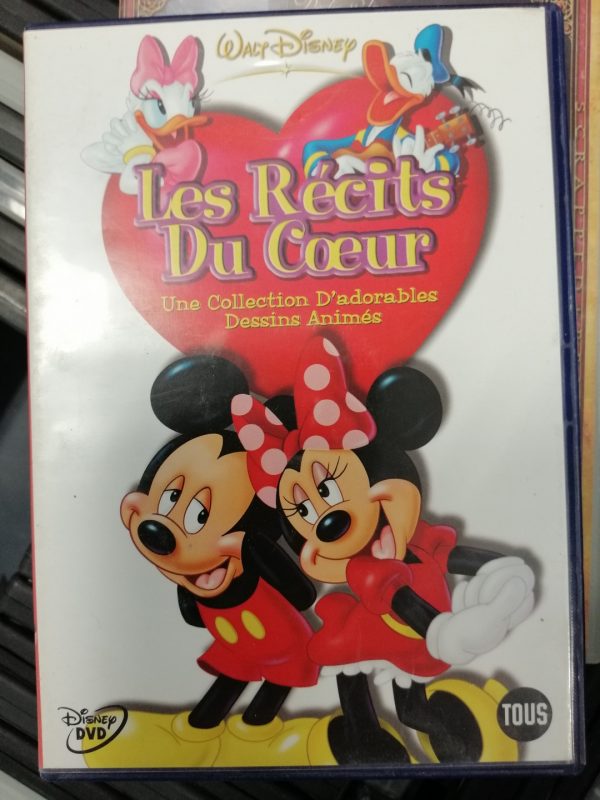 Walt Disney
Les Récits
Du Cœur
Une Collection D'adorables
Dessins Animés
Disney
DVD
TOUS